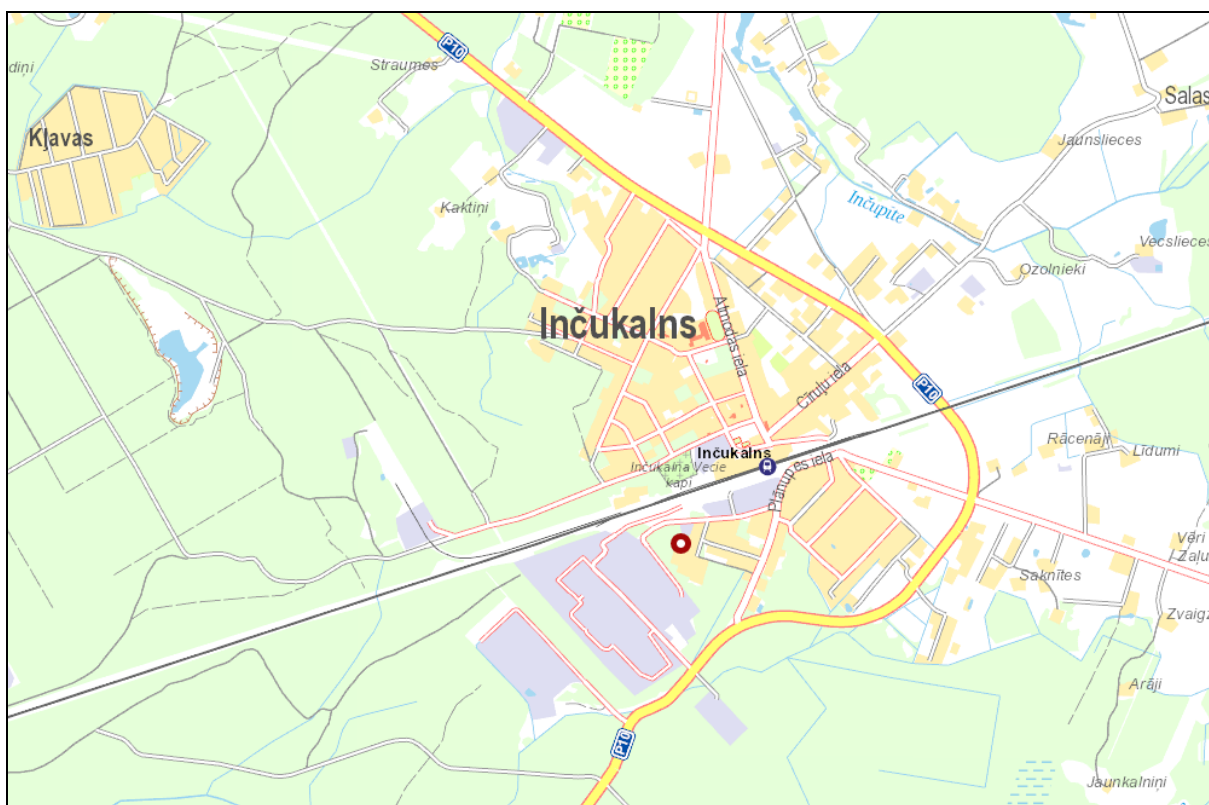 P10
Straumes
diņi
Kļavas
Salas
Jaunslieces
Kaktiņi
Inčupīte
Vecslieces
Ozolnieki
Inčukalns
Atmodas iela
Cīruļu iela
P10
Rācenāji
Līdumi
Inčukalns
Inčukalna Vecie
kapi
Plānupes iela
Vēri
/ Zaļu
Saknītes
Zvaigz
Arāji
P10
Jaunkalniņi